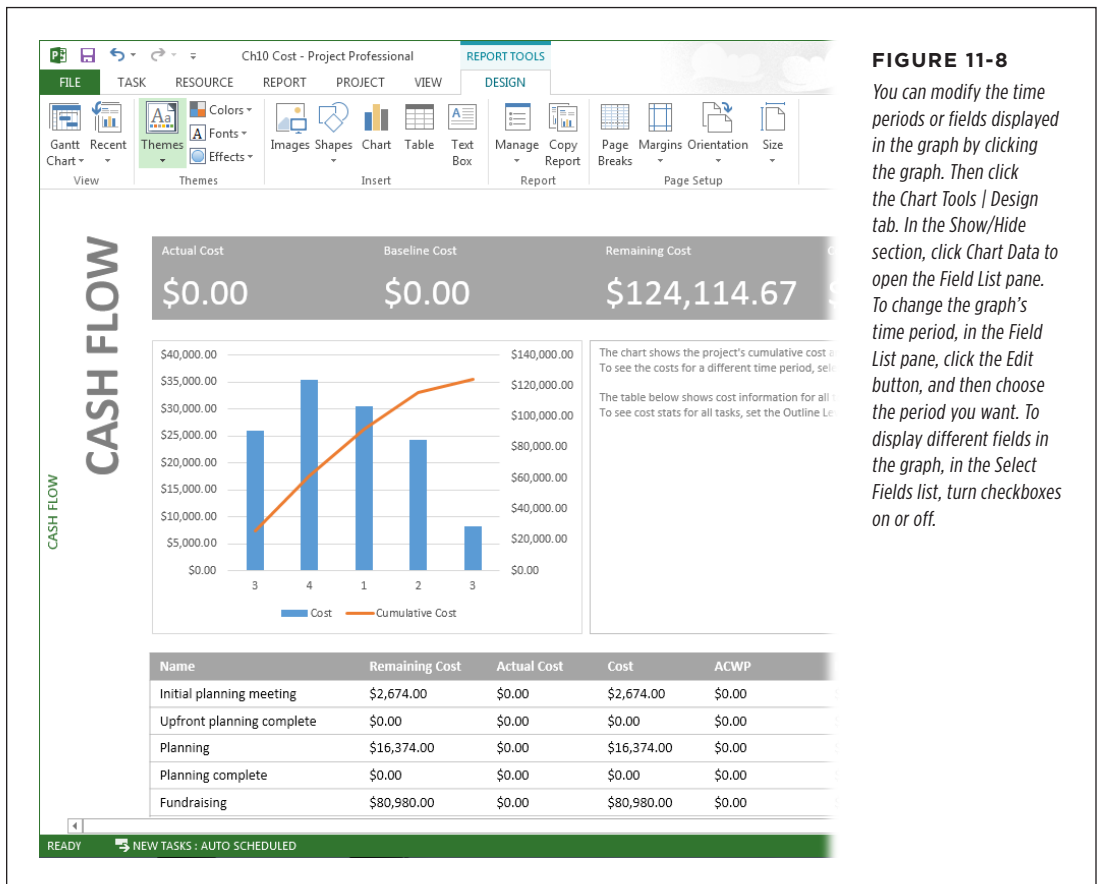 Ch10 Cost - Project Professional
REPORT TOOLS
FILE TASK RESOURCE REPORT PROJECT VIEW DESIGN
Gantt Chart
Recent
Themes
Colors
Fonts
Effects
Images
Shapes
Chart
Table
Text Box
Manage
Copy Report
Page Breaks
Margins
Orientation
Size
View Themes Insert Report Page Setup
CASH FLOW
CASH FLOW
Actual Cost Baseline Cost Remaining Cost
$0.00 $0.00 $124,114.67
$40,000.00
$35,000.00
$30,000.00
$25,000.00
$20,000.00
$15,000.00
$10,000.00
$5,000.00
$0.00
$140,000.00
$120,000.00
$100,000.00
$80,000.00
$60,000.00
$40,000.00
$20,000.00
$0.00
3 4 1 2 3
Cost Cumulative Cost
The chart shows the project's cumulative cost
To see the costs for a different time period,
The table below shows cost information for all
To see cost stats for all tasks, set the Outline
Name Remaining Cost Actual Cost Cost ACWP
Initial planning meeting $2,674.00 $0.00 $2,674.00 $0.00
Upfront planning complete $0.00 $0.00 $0.00 $0.00
Planning $16,374.00 $0.00 $16,374.00 $0.00
Planning complete $0.00 $0.00 $0.00 $0.00
Fundraising $80,980.00 $0.00 $80,980.00 $0.00
READY NEW TASKS : AUTO SCHEDULED
FIGURE 11-8
You can modify the time
periods or fields displayed
in the graph by clicking
the graph. Then click
the Chart Tools | Design
tab. In the Show/Hide
section, click Chart Data to
open the Field List pane.
To change the graph's
time period, in the Field
List pane, click the Edit
button, and then choose
the period you want. To
display different fields in
the graph, in the Select
Fields list, turn checkboxes
on or off.